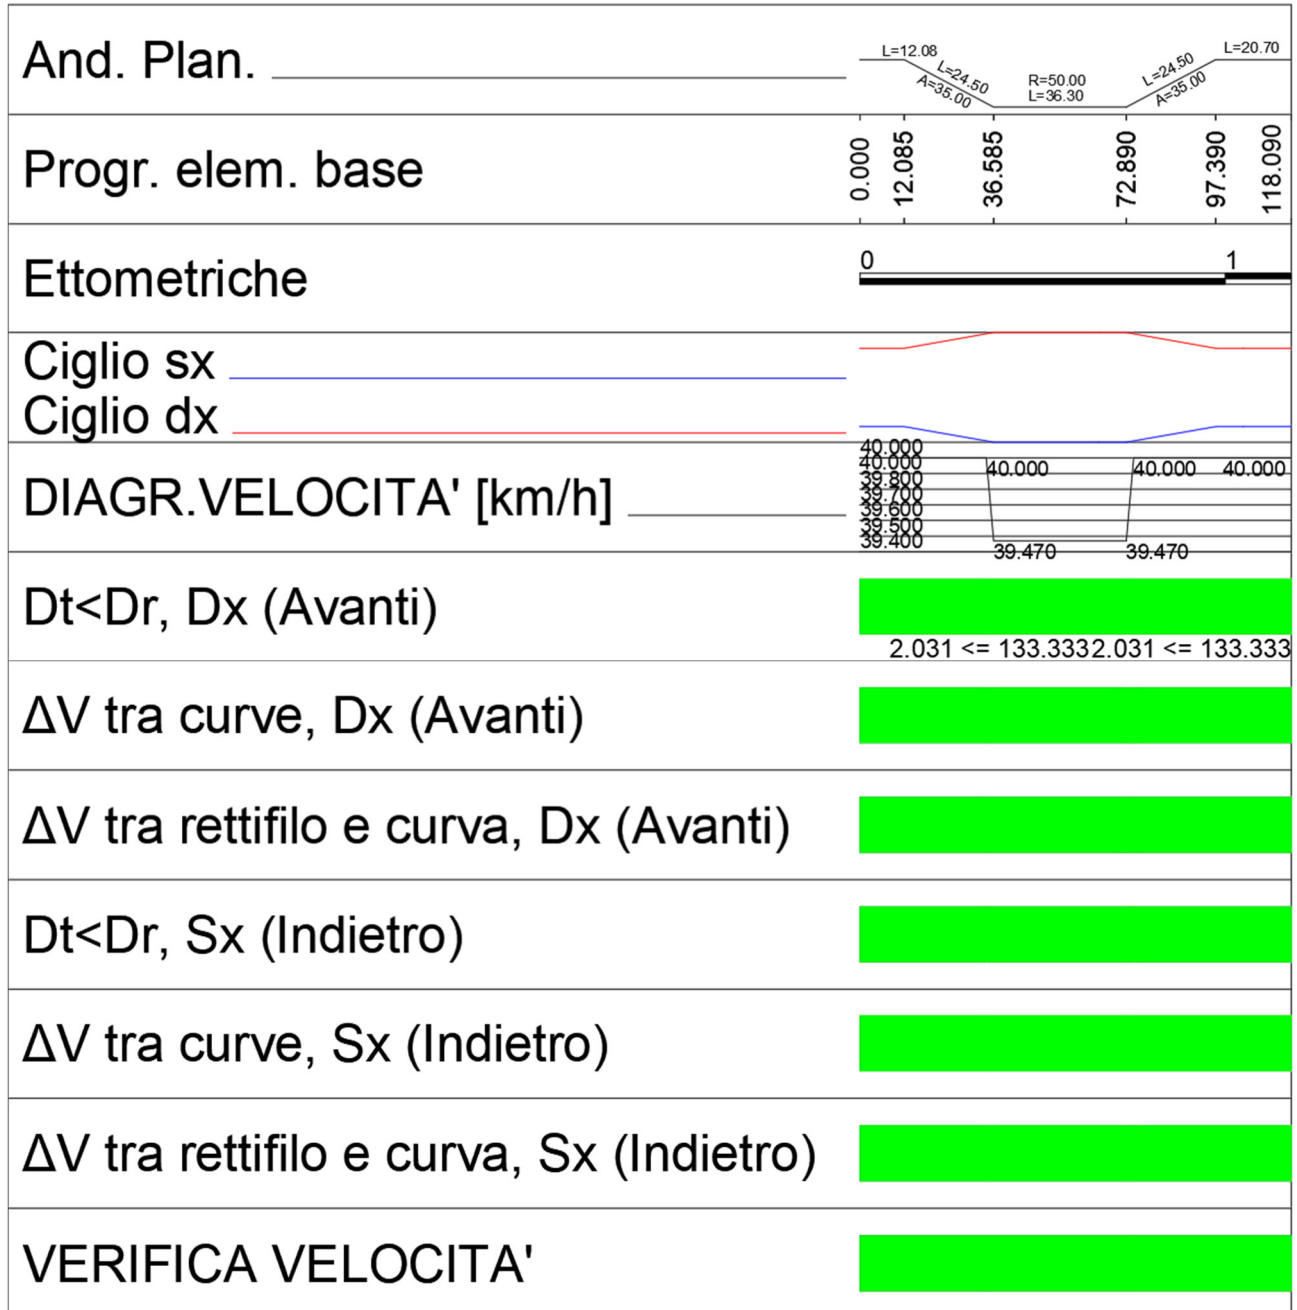 And. Plan.
L=12.08
L=24.50
A=35.00
R=50.00
L=36.30
L=24.50
A=35.00
L=20.70
Progr. elem. base
0.000
12.085
36.585
72.890
97.390
118.090
Ettometriche
0 1
Ciglio sx
Ciglio dx
DIAGR.VELOCITA' [km/h]
40.000
40.000
39.800
39.700
39.600
39.500
39.400
40.000 40.000 40.000
39.470 39.470
Dt<Dr, Dx (Avanti)
2.031 <= 133.333 2.031 <= 133.333
ΔV tra curve, Dx (Avanti)
ΔV tra rettifilo e curva, Dx (Avanti)
Dt<Dr, Sx (Indietro)
ΔV tra curve, Sx (Indietro)
ΔV tra rettifilo e curva, Sx (Indietro)
VERIFICA VELOCITA'